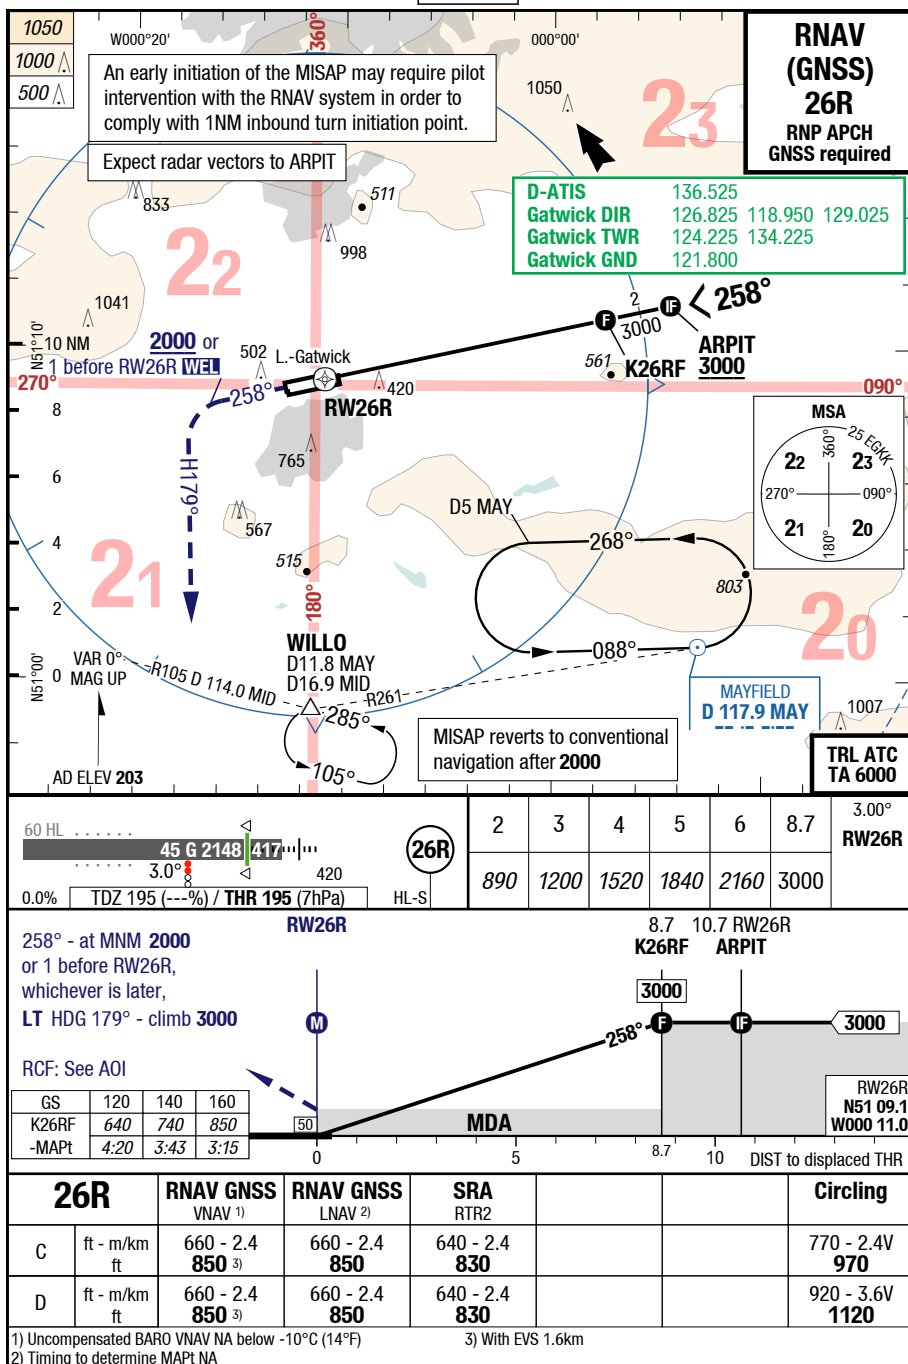 1050
1000
500
W000°20'
360°
000°00'
RNAV
(GNSS)
26R
RNP APCH
GNSS required
An early initiation of the MISAP may require pilot
intervention with the RNAV system in order to
comply with 1NM inbound turn initiation point.
Expect radar vectors to ARPIT
1050
23
D-ATIS 136.525
Gatwick DIR 126.825 118.950 129.025
Gatwick TWR 124.225 134.225
Gatwick GND 121.800
833
511
998
22
1041
N51°10'
10 NM
2000 or
1 before RW26R WEL
502
L.-Gatwick
2
3000
F
IF
258°
ARPIT
3000
K26RF
561
270°
258°
RW26R
420
090°
8
6
4
2
0
H179°
765
567
D5 MAY
268°
088°
803
MSA
25 EGKK
22
23
21
20
360°
270°
090°
180°
515
21
180°
20
N51°00'
VAR 0°
MAG UP
WILLO
D11.8 MAY
D16.9 MID
R105 D 114.0 MID
R261
285°
105°
MAYFIELD
D 117.9 MAY
1007
MISAP reverts to conventional
navigation after 2000
AD ELEV 203
TRL ATC
TA 6000
60 HL
45 G 2148 417
3.0°
420
0.0%
TDZ 195 (---%) / THR 195 (7hPa)
HL-S
26R
2 3 4 5 6 8.7 3.00°
RW26R
890 1200 1520 1840 2160 3000
258° - at MNM 2000
or 1 before RW26R,
whichever is later,
LT HDG 179° - climb 3000
RCF: See AOI
RW26R
M
8.7 10.7 RW26R
K26RF ARPIT
3000
F
IF
3000
258°
GS 120 140 160
K26RF 640 740 850
-MAPt 4:20 3:43 3:15
50
MDA
RW26R
N51 09.1
W000 11.0
0 5 8.7 10 DIST to displaced THR
26R RNAV GNSS RNAV GNSS SRA Circling
VNAV 1) LNAV 2) RTR2
C ft - m/km 660 - 2.4 660 - 2.4 640 - 2.4 770 - 2.4V
ft 850 3) 850 830 970
D ft - m/km 660 - 2.4 660 - 2.4 640 - 2.4 920 - 3.6V
ft 850 3) 850 830 1120
1) Uncompensated BARO VNAV NA below -10°C (14°F) 3) With EVS 1.6km
2) Timing to determine MAPt NA